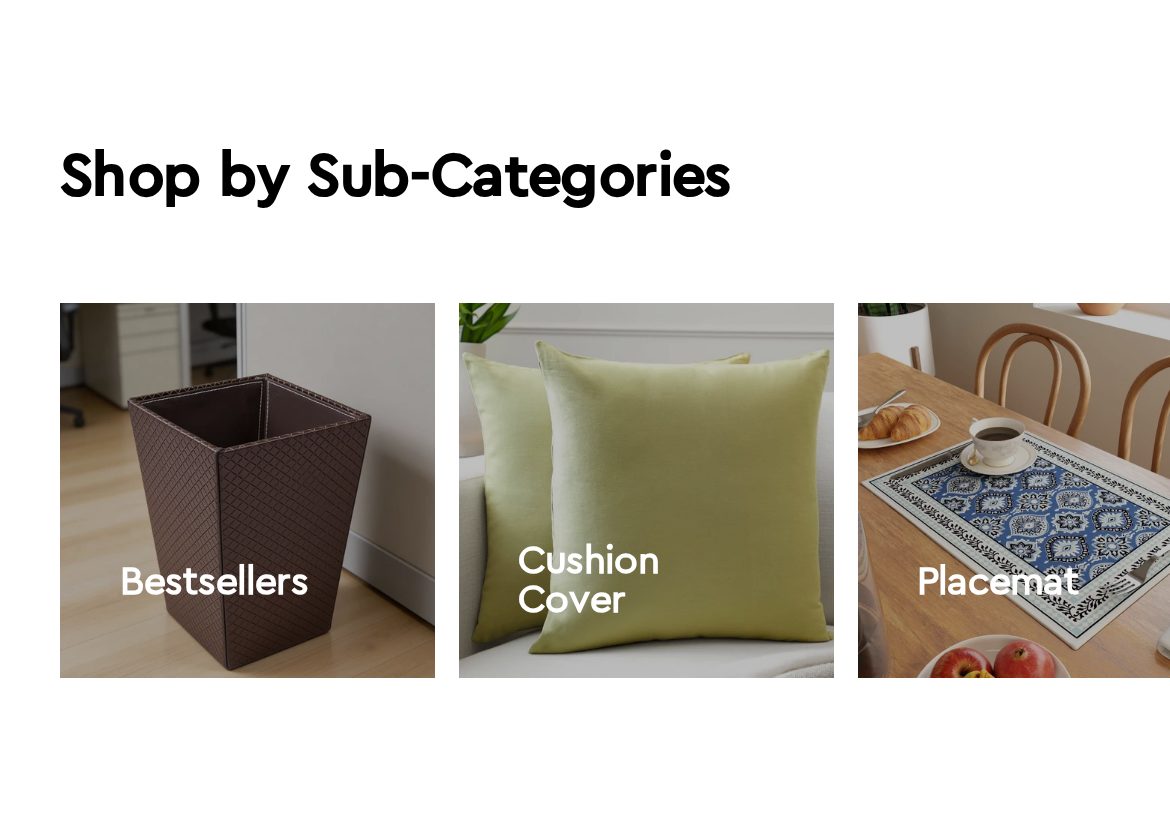 Shop by Sub-Categories
Bestsellers
Cushion
Cover
Placemat